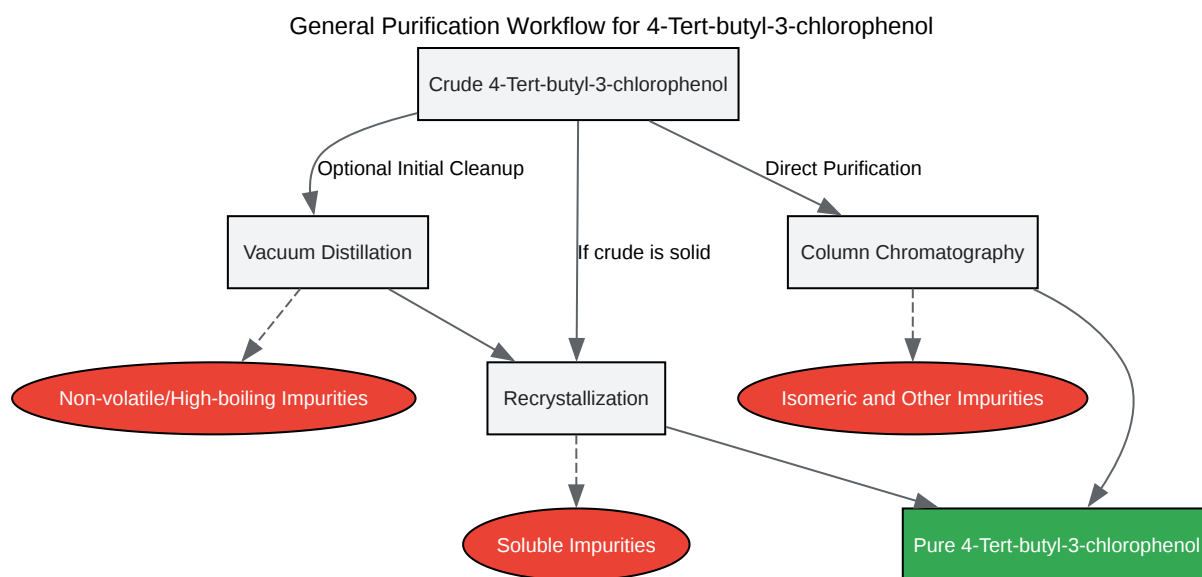 General Purification Workflow for 4-Tert-butyl-3-chlorophenol
Crude 4-Tert-butyl-3-chlorophenol
Optional Initial Cleanup
Direct Purification
Vacuum Distillation
If crude is solid
Column Chromatography
Non-volatile/High-boiling Impurities
Recrystallization
Isomeric and Other Impurities
Soluble Impurities
Pure 4-Tert-butyl-3-chlorophenol